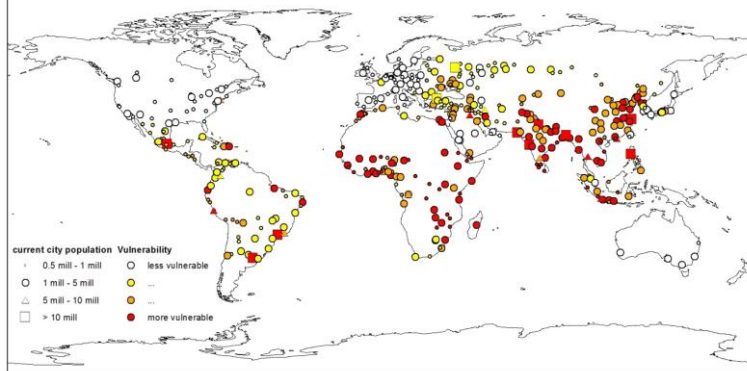 current city population Vulnerability
0.5 mill - 1 mill less vulnerable
1 mill - 5 mill ...
5 mill - 10 mill ...
> 10 mill more vulnerable